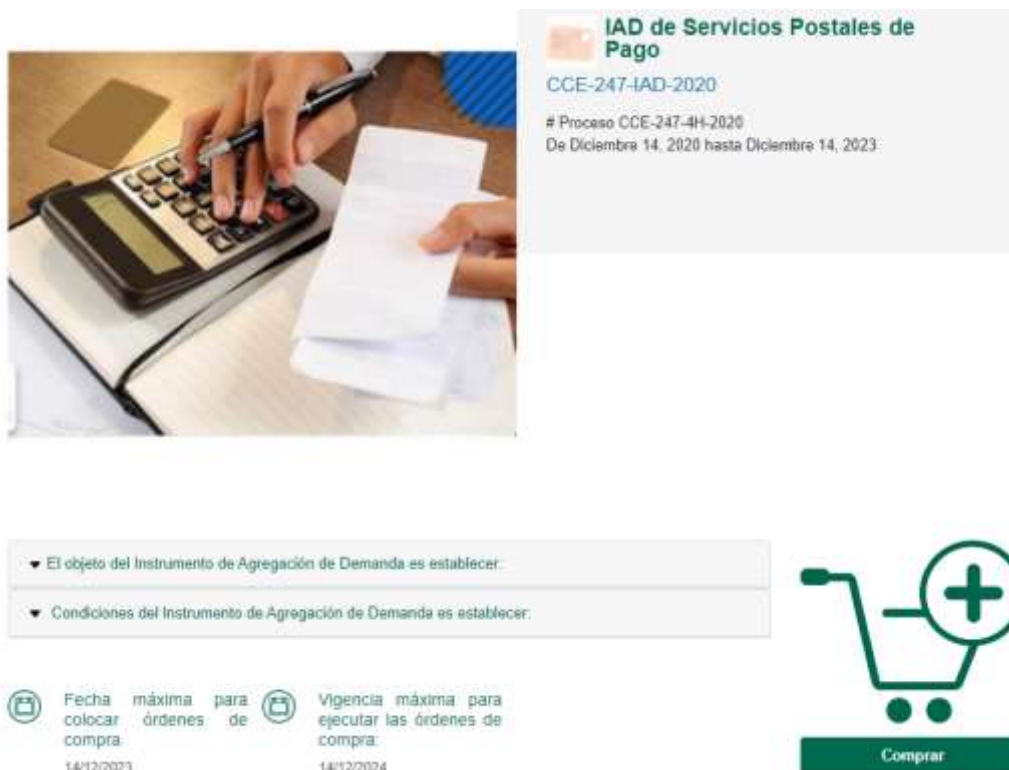 IAD de Servicios Postales de
Pago
CCE-247-IAD-2020
# Proceso CCE-247-4H-2020
De Diciembre 14, 2020 hasta Diciembre 14, 2023
El objeto del Instrumento de Agregación de Demanda es establecer:
Condiciones del Instrumento de Agregación de Demanda es establecer:
Fecha máxima para
colocar órdenes de
compra
14/12/2023
Vigencia máxima para
ejecutar las órdenes de
compra:
14/12/2024
Comprar